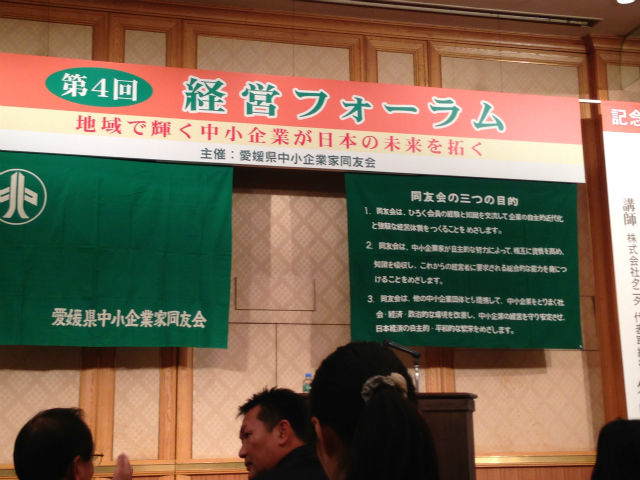 第4回 経営フォーラム
地域で輝く中小企業が日本の未来を拓く
主催：愛媛県中小企業家同友会
愛媛県中小企業家同友会
同友会の三つの目的
1. 同友会は、ひろく会員の経験と知識を交流して企業の自主的近代化
と強靭な経営体質をつくることをめざします。
2. 同友会は、中小企業家が自主的な努力によって、相互に資質を高め、
知識を吸収し、これからの経営者に要求される総合的な能力を身につ
けることをめざします。
3. 同友会は、他の中小企業団体とも提携して、中小企業をとりまく社
会・経済・政治的な環境を改善し、中小企業の経営を守り安定させ、
日本経済の自主的・平和的な繁栄をめざします。
記念
講師
株式会社タニタ 代表取締